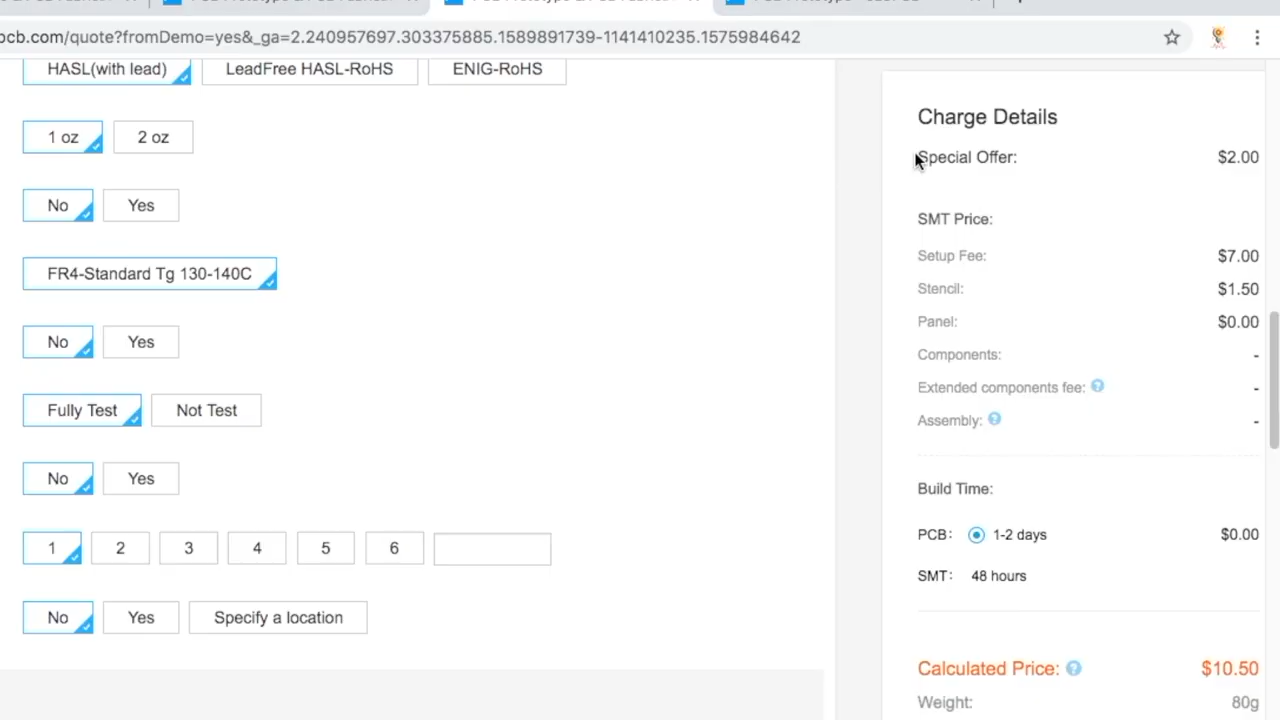 pcb.com/quote?fromDemo=yes&_ga=2.240957697.303375885.1589891739-1141410235.1575984642
HASL(with lead) LeadFree HASL-RoHS ENIG-RoHS
1 oz 2 oz
No Yes
FR4-Standard Tg 130-140C
No Yes
Fully Test Not Test
No Yes
1 2 3 4 5 6
No Yes Specify a location
Charge Details
Special Offer: $2.00
SMT Price:
Setup Fee: $7.00
Stencil: $1.50
Panel: $0.00
Components: -
Extended components fee: ? -
Assembly: ? -
Build Time:
PCB: 1-2 days $0.00
SMT: 48 hours
Calculated Price: ? $10.50
Weight: 80g